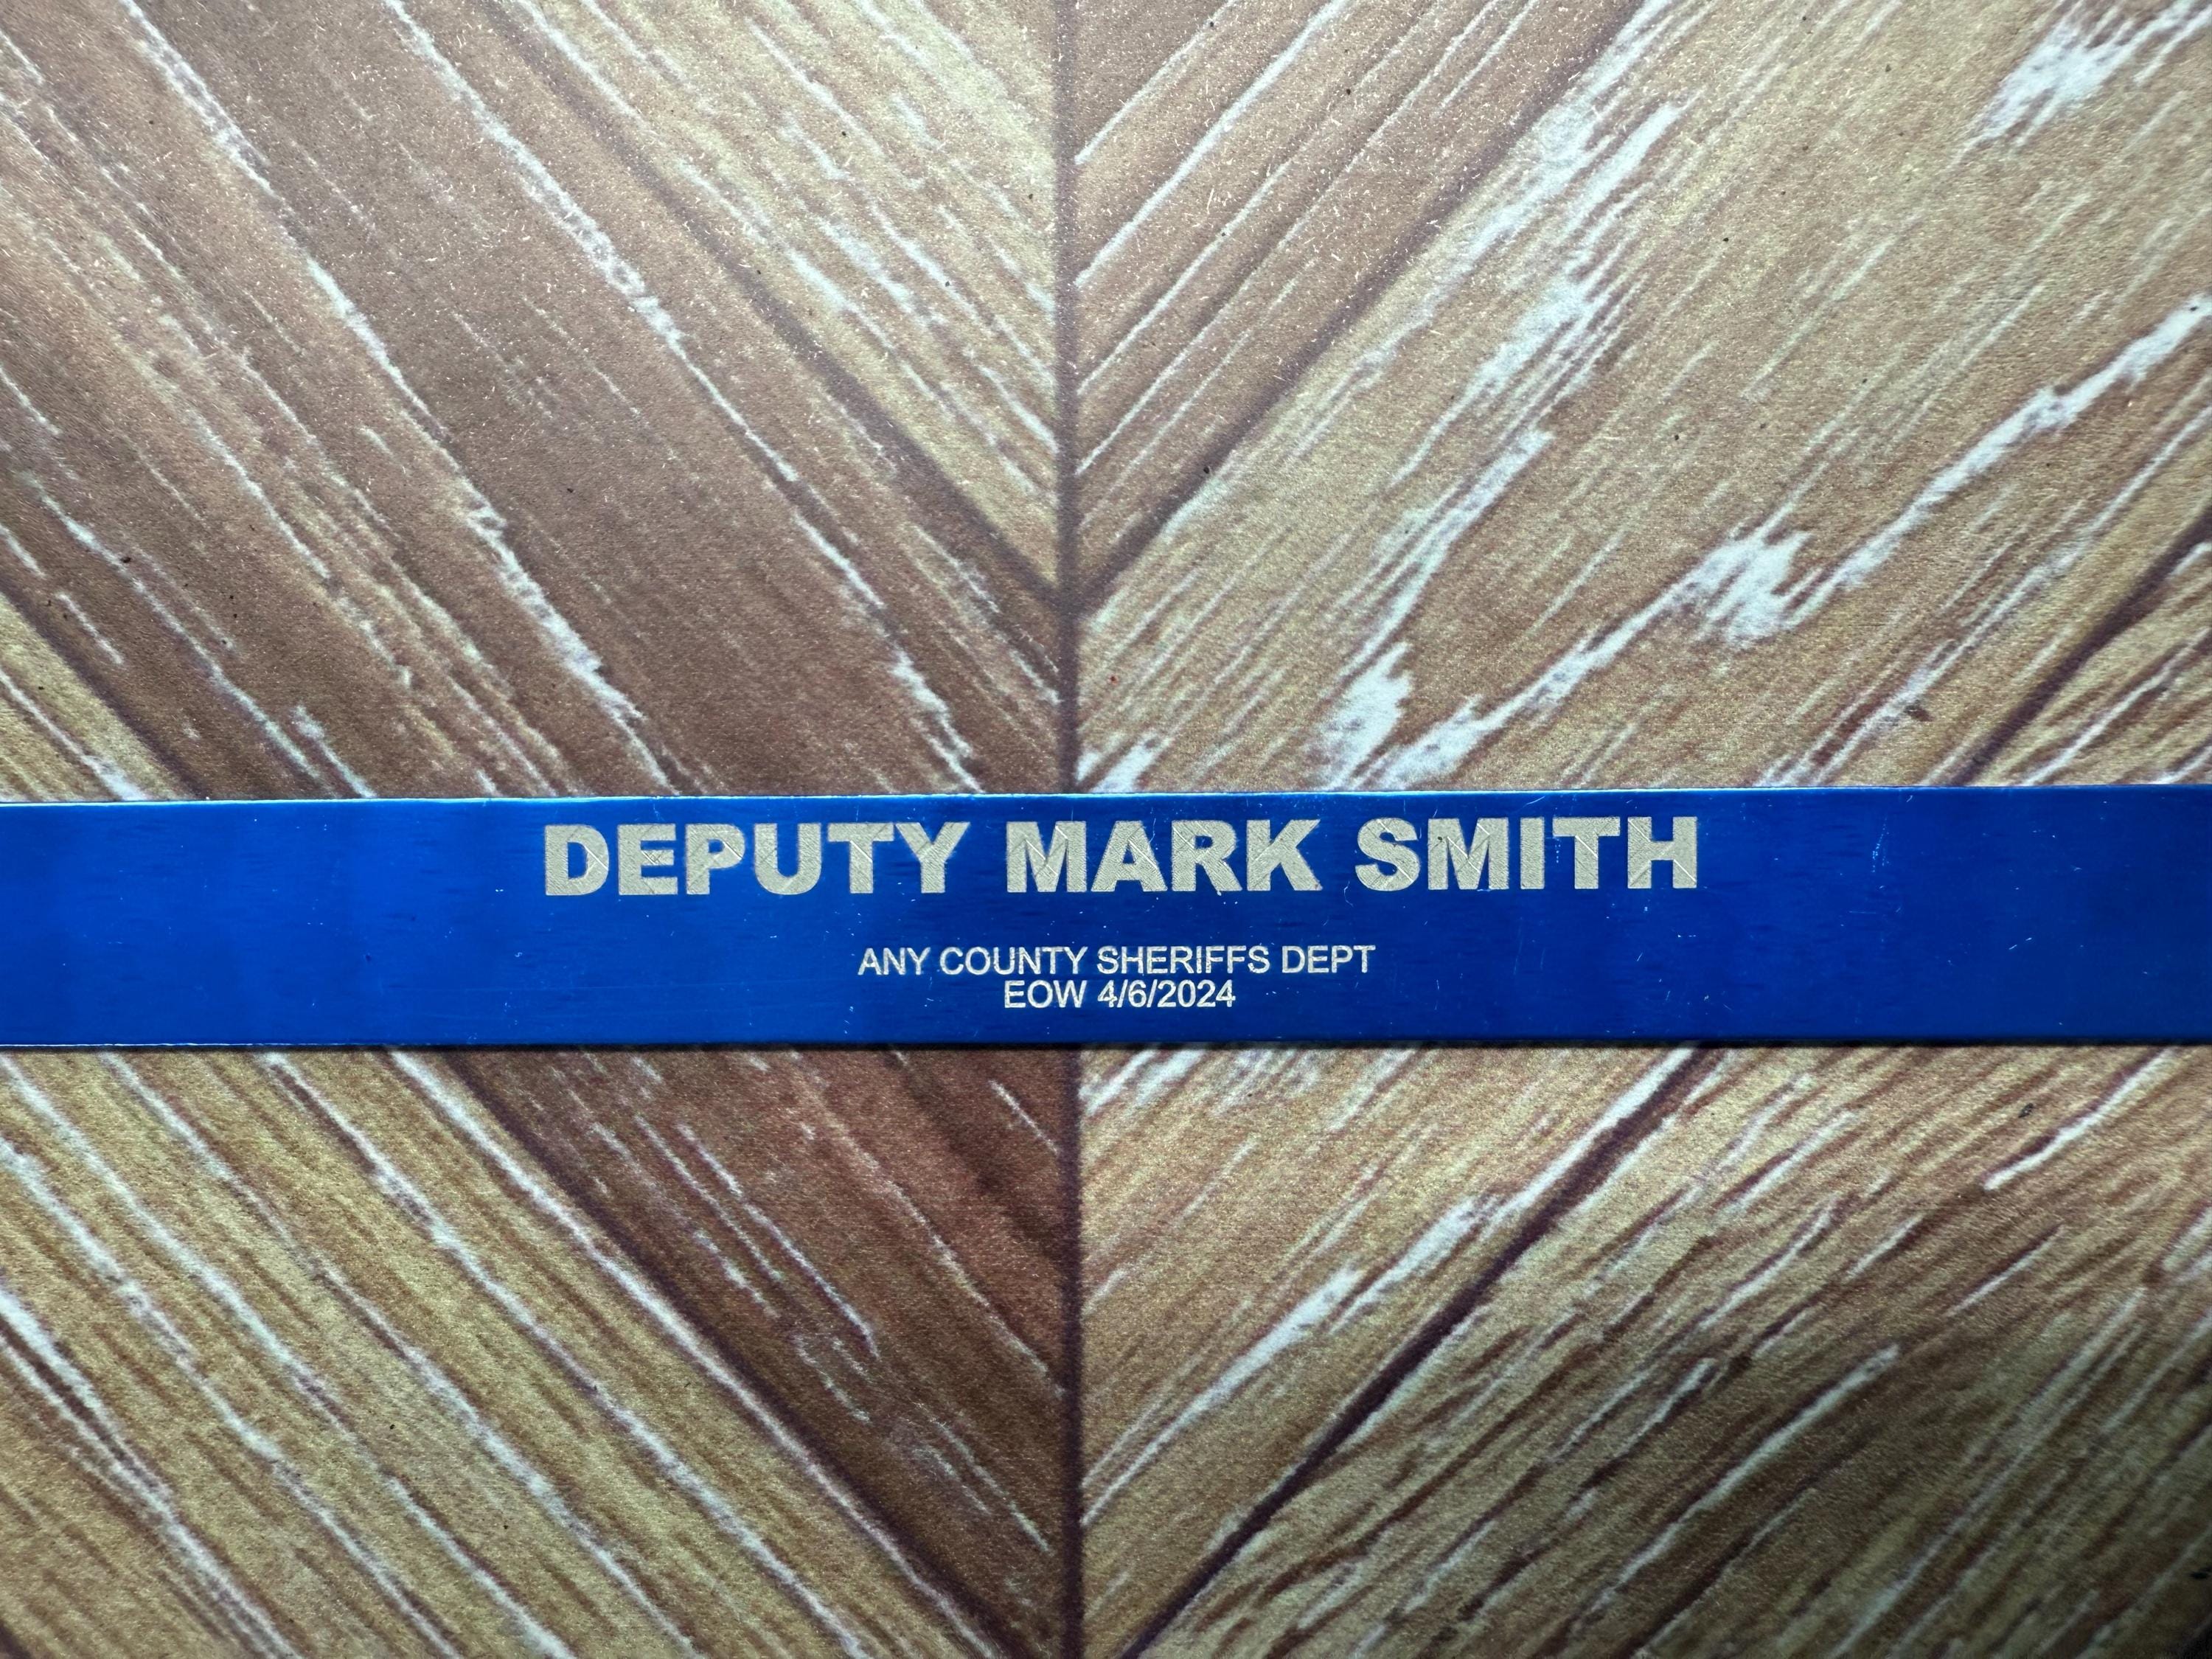 DEPUTY MARK SMITH
ANY COUNTY SHERIFFS DEPT
EOW 4/6/2024